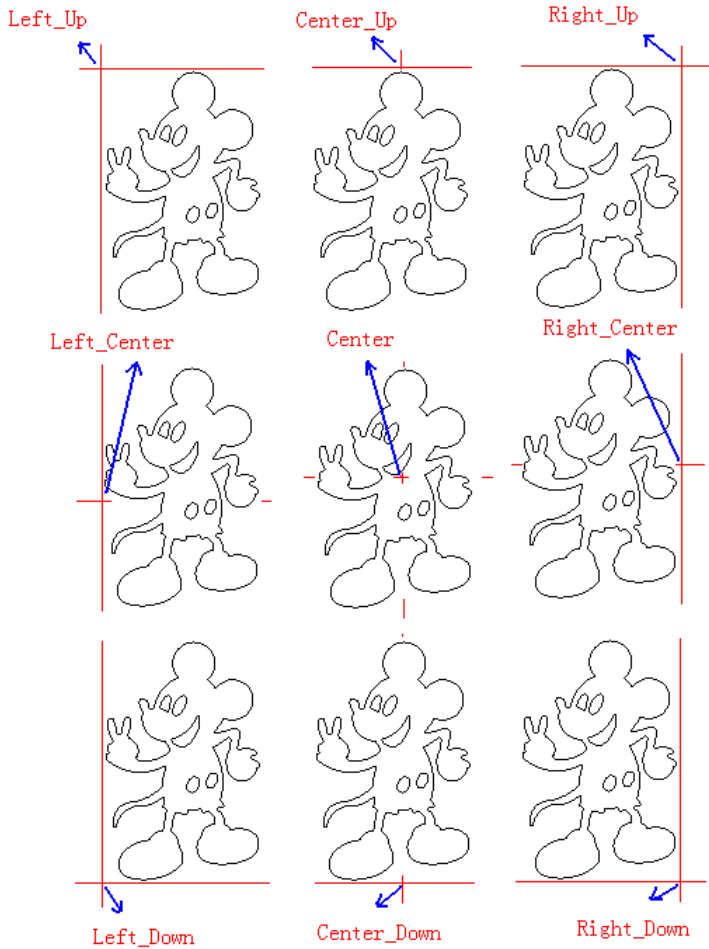 Left_Up
Center_Up
Right_Up
Left_Center
Center
Right_Center
Left_Down
Center_Down
Right_Down